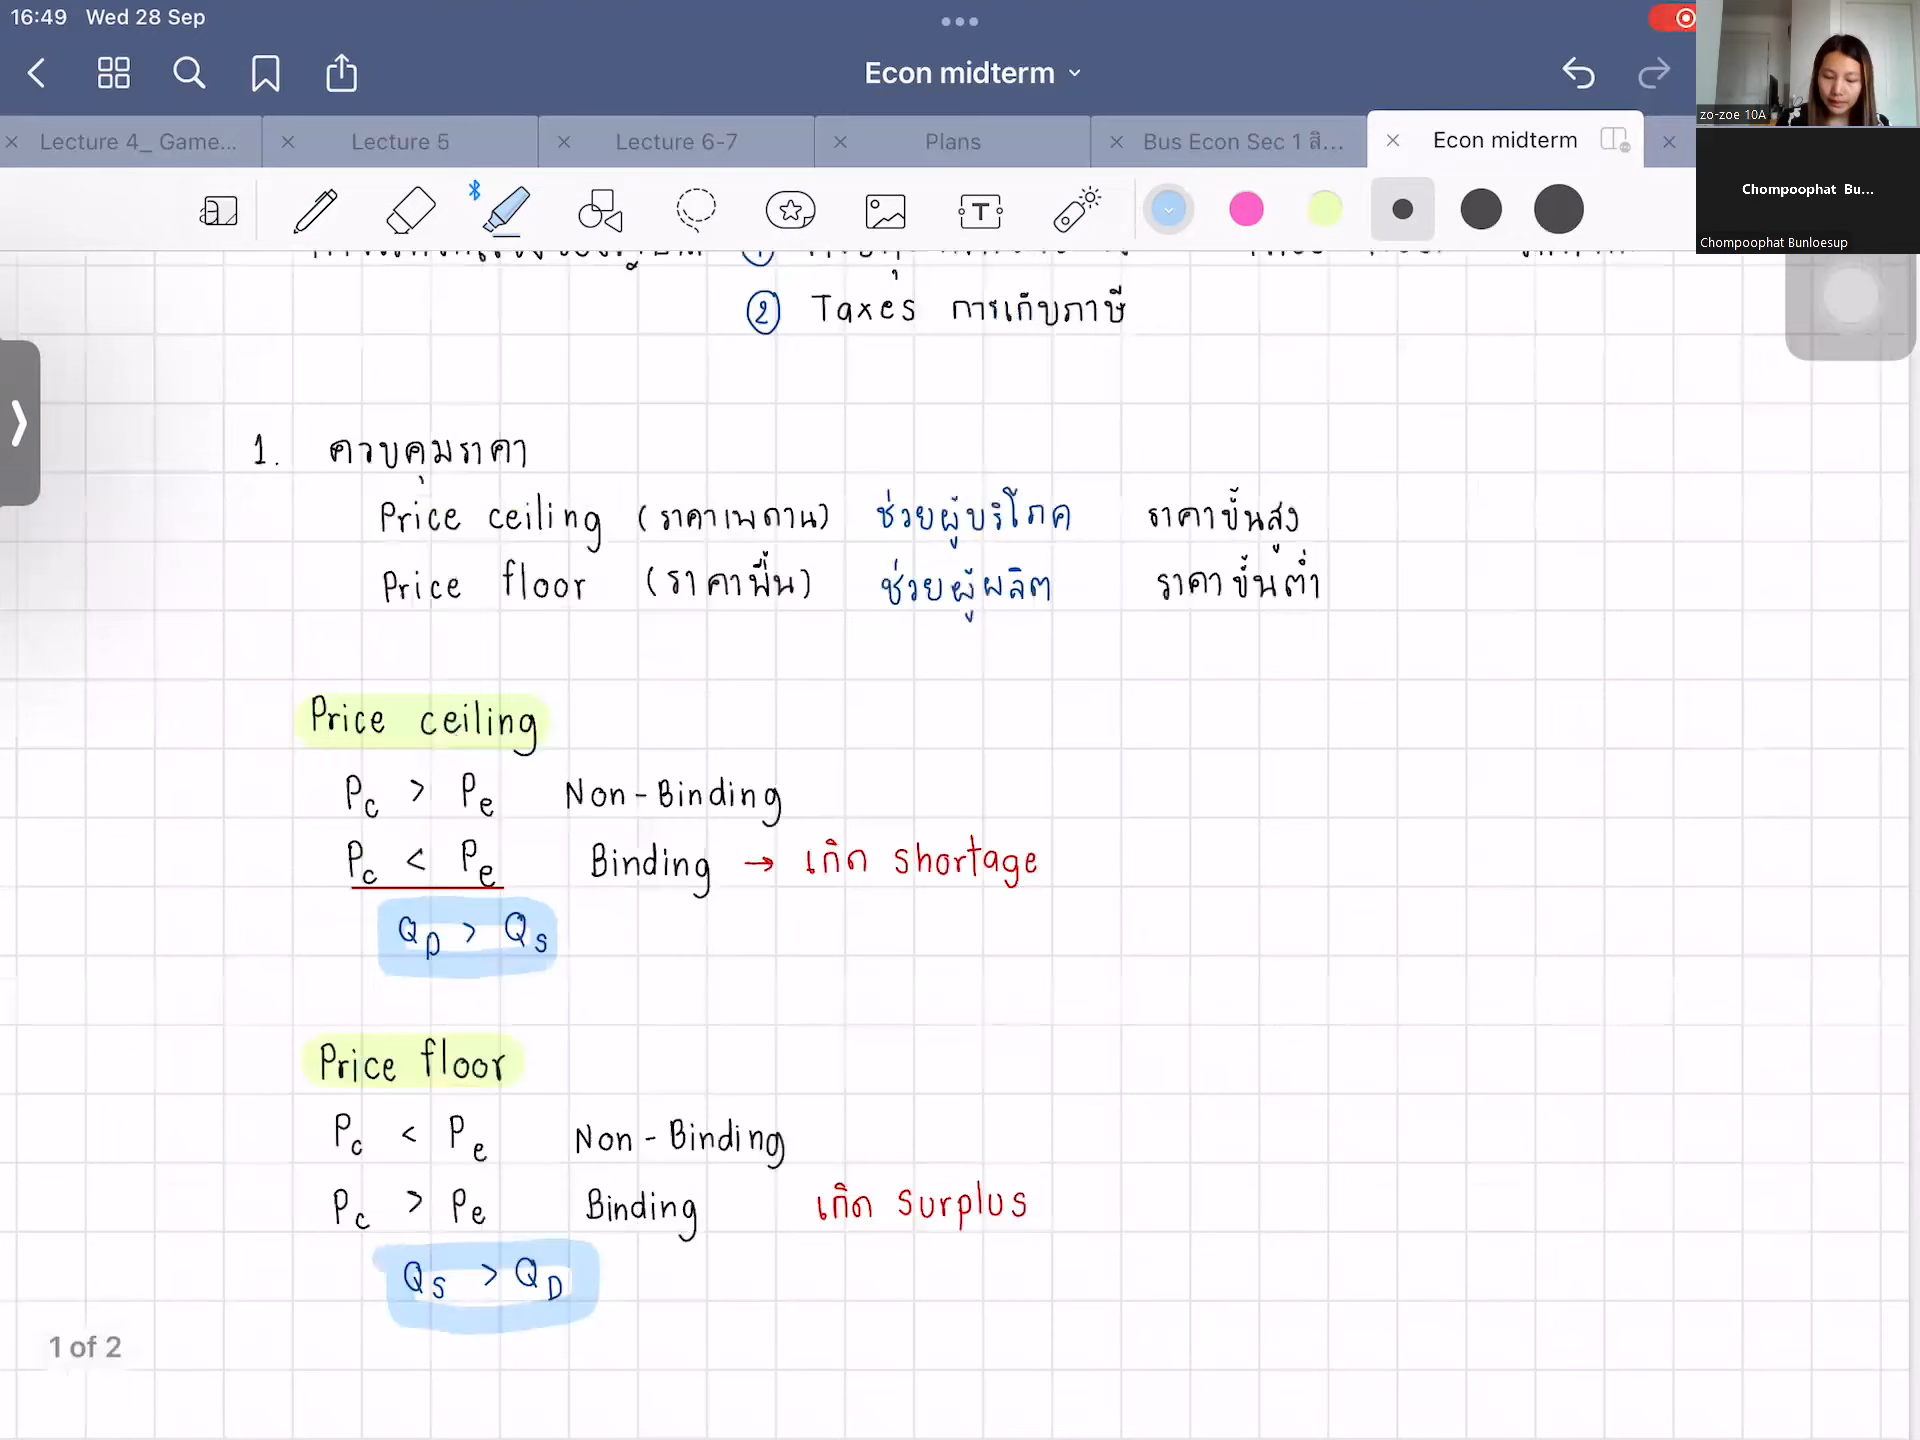 16:49 Wed 28 Sep
Econ midterm
Lecture 4_ Game... Lecture 5 Lecture 6-7 Plans Bus Econ Sec 1 สิ... Econ midterm
zo-zoe 10A
Chompoophat Bu...
Chompoophat Bunloesup
② Taxes การเก็บภาษี
1. ควบคุมราคา
Price ceiling (ราคาเพดาน) ช่วยผู้บริโภค ราคาขั้นสูง
Price floor (ราคาพื้น) ช่วยผู้ผลิต ราคาขั้นต่ำ
Price ceiling
Pc > Pe Non-Binding
Pc < Pe Binding → เกิด shortage
QD > Qs
Price floor
Pc < Pe Non-Binding
Pc > Pe Binding เกิด surplus
Qs > QD
1 of 2